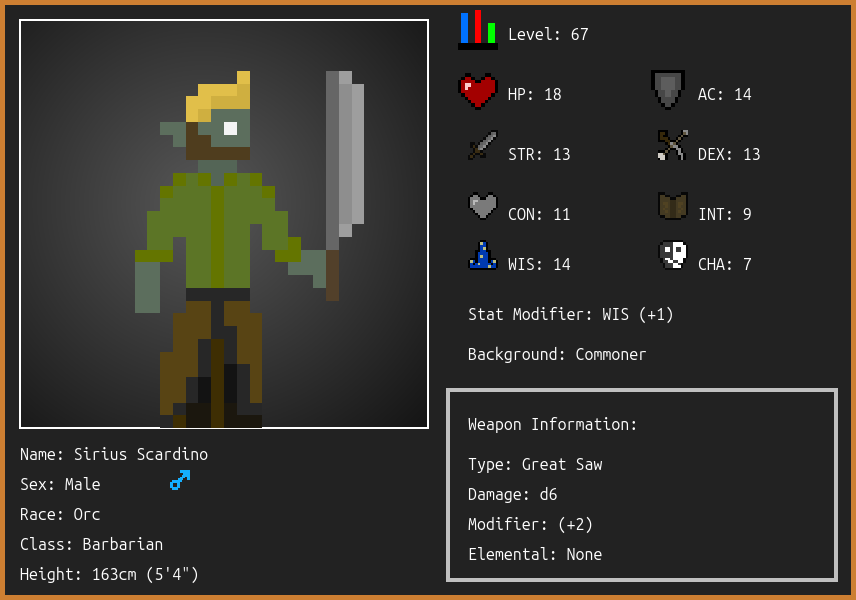 Level: 67
HP: 18 AC: 14
STR: 13 DEX: 13
CON: 11 INT: 9
WIS: 14 CHA: 7
Stat Modifier: WIS (+1)
Background: Commoner
Weapon Information:
Type: Great Saw
Damage: d6
Modifier: (+2)
Elemental: None
Name: Sirius Scardino
Sex: Male
Race: Orc
Class: Barbarian
Height: 163cm (5'4")